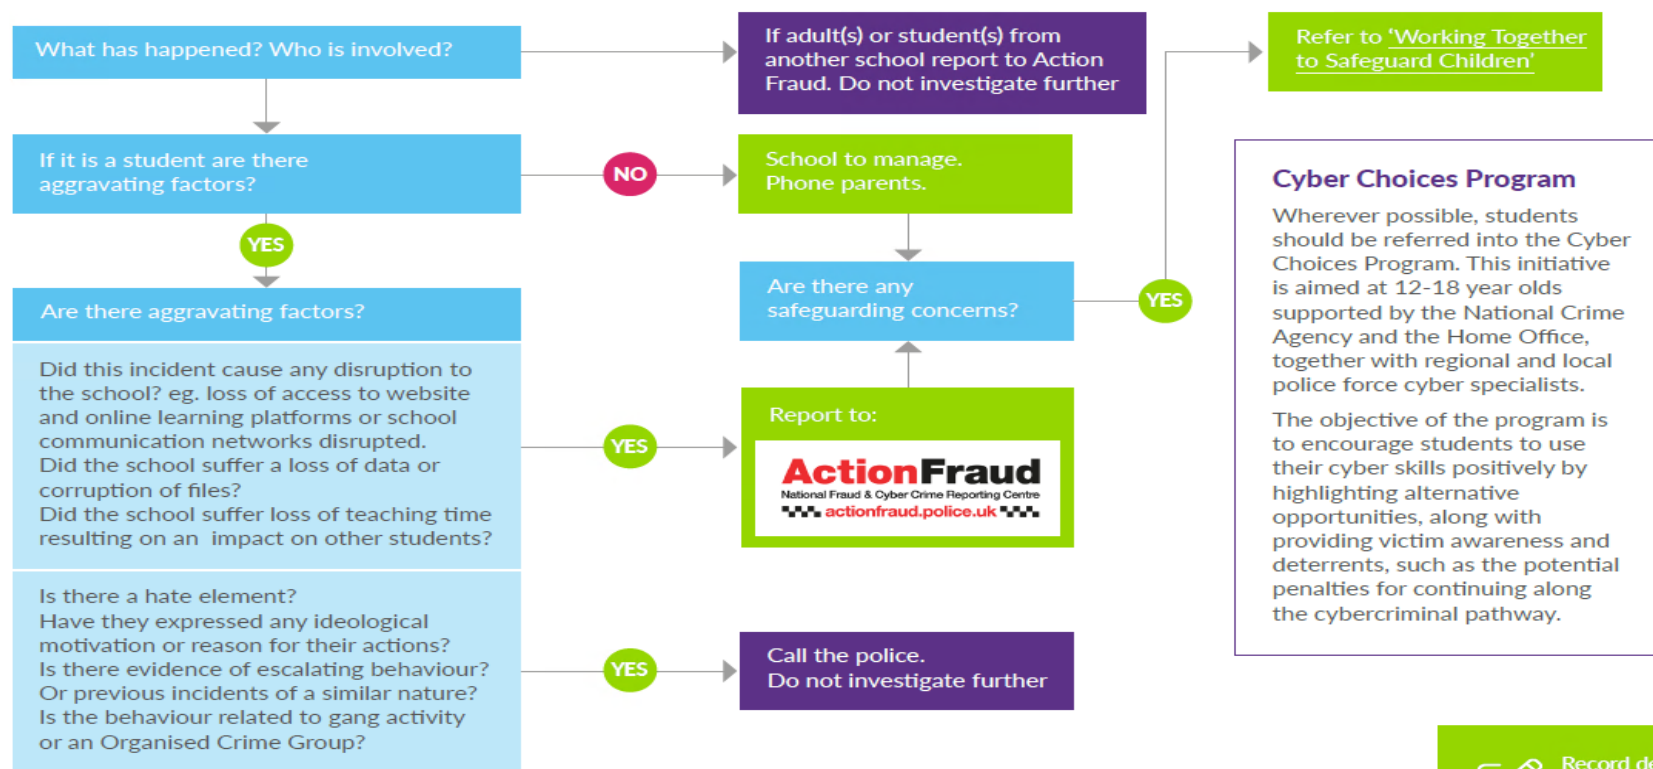 What has happened? Who is involved?
If adult(s) or student(s) from
another school report to Action
Fraud. Do not investigate further
Refer to ‘Working Together
to Safeguard Children’
If it is a student are there
aggravating factors?
NO
School to manage.
Phone parents.
YES
Are there any
safeguarding concerns?
YES
Are there aggravating factors?
Did this incident cause any disruption to
the school? eg. loss of access to website
and online learning platforms or school
communication networks disrupted.
Did the school suffer a loss of data or
corruption of files?
Did the school suffer loss of teaching time
resulting on an impact on other students?
YES
Report to:
ActionFraud
National Fraud & Cyber Crime Reporting Centre
actionfraud.police.uk
Is there a hate element?
Have they expressed any ideological
motivation or reason for their actions?
Is there evidence of escalating behaviour?
Or previous incidents of a similar nature?
Is the behaviour related to gang activity
or an Organised Crime Group?
YES
Call the police.
Do not investigate further
Cyber Choices Program
Wherever possible, students
should be referred into the Cyber
Choices Program. This initiative
is aimed at 12-18 year olds
supported by the National Crime
Agency and the Home Office,
together with regional and local
police force cyber specialists.
The objective of the program is
to encourage students to use
their cyber skills positively by
highlighting alternative
opportunities, along with
providing victim awareness and
deterrents, such as the potential
penalties for continuing along
the cybercriminal pathway.
Record